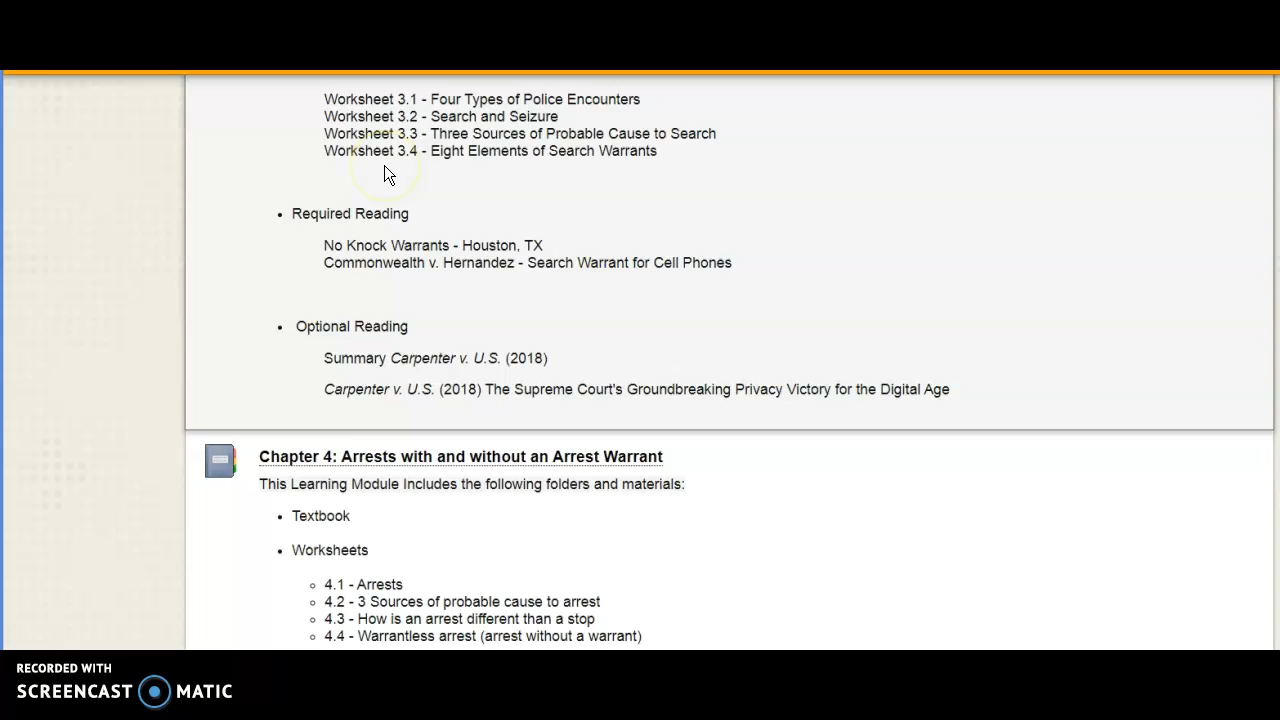 Worksheet 3.1 - Four Types of Police Encounters
Worksheet 3.2 - Search and Seizure
Worksheet 3.3 - Three Sources of Probable Cause to Search
Worksheet 3.4 - Eight Elements of Search Warrants
Required Reading
No Knock Warrants - Houston, TX
Commonwealth v. Hernandez - Search Warrant for Cell Phones
Optional Reading
Summary Carpenter v. U.S. (2018)
Carpenter v. U.S. (2018) The Supreme Court's Groundbreaking Privacy Victory for the Digital Age
Chapter 4: Arrests with and without an Arrest Warrant
This Learning Module Includes the following folders and materials:
Textbook
Worksheets
4.1 - Arrests
4.2 - 3 Sources of probable cause to arrest
4.3 - How is an arrest different than a stop
4.4 - Warrantless arrest (arrest without a warrant)
RECORDED WITH
SCREENCAST MATIC